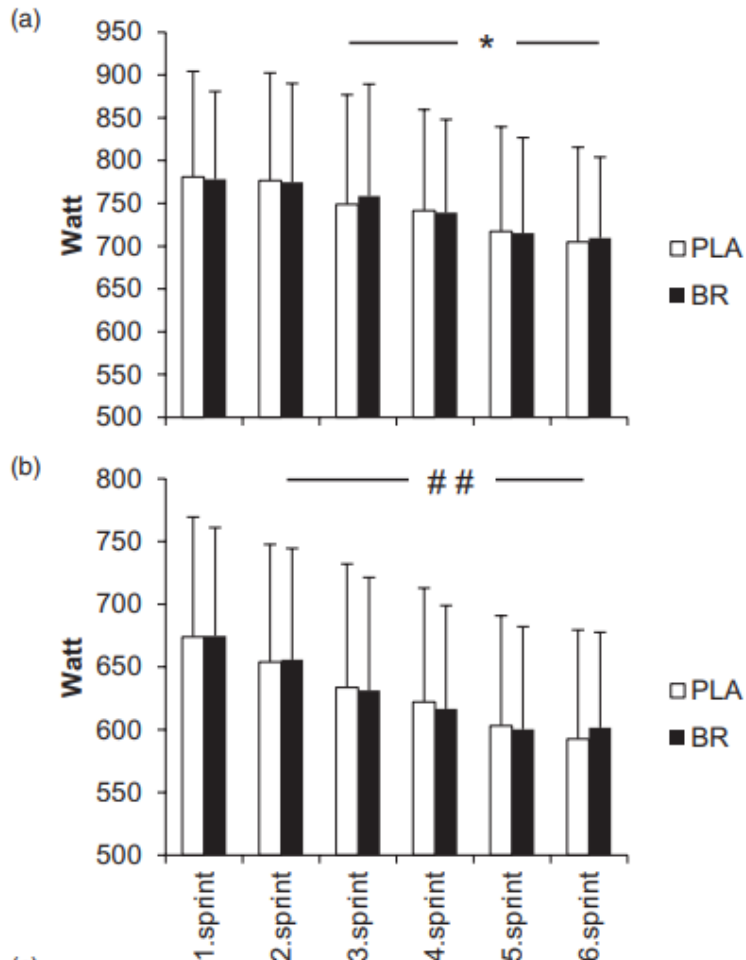 (a)
*
950
900
850
800
750
700
650
600
550
500
Watt
PLA
BR
(b)
##
800
750
700
650
600
550
500
Watt
PLA
BR
1.sprint
2.sprint
3.sprint
4.sprint
5.sprint
6.sprint